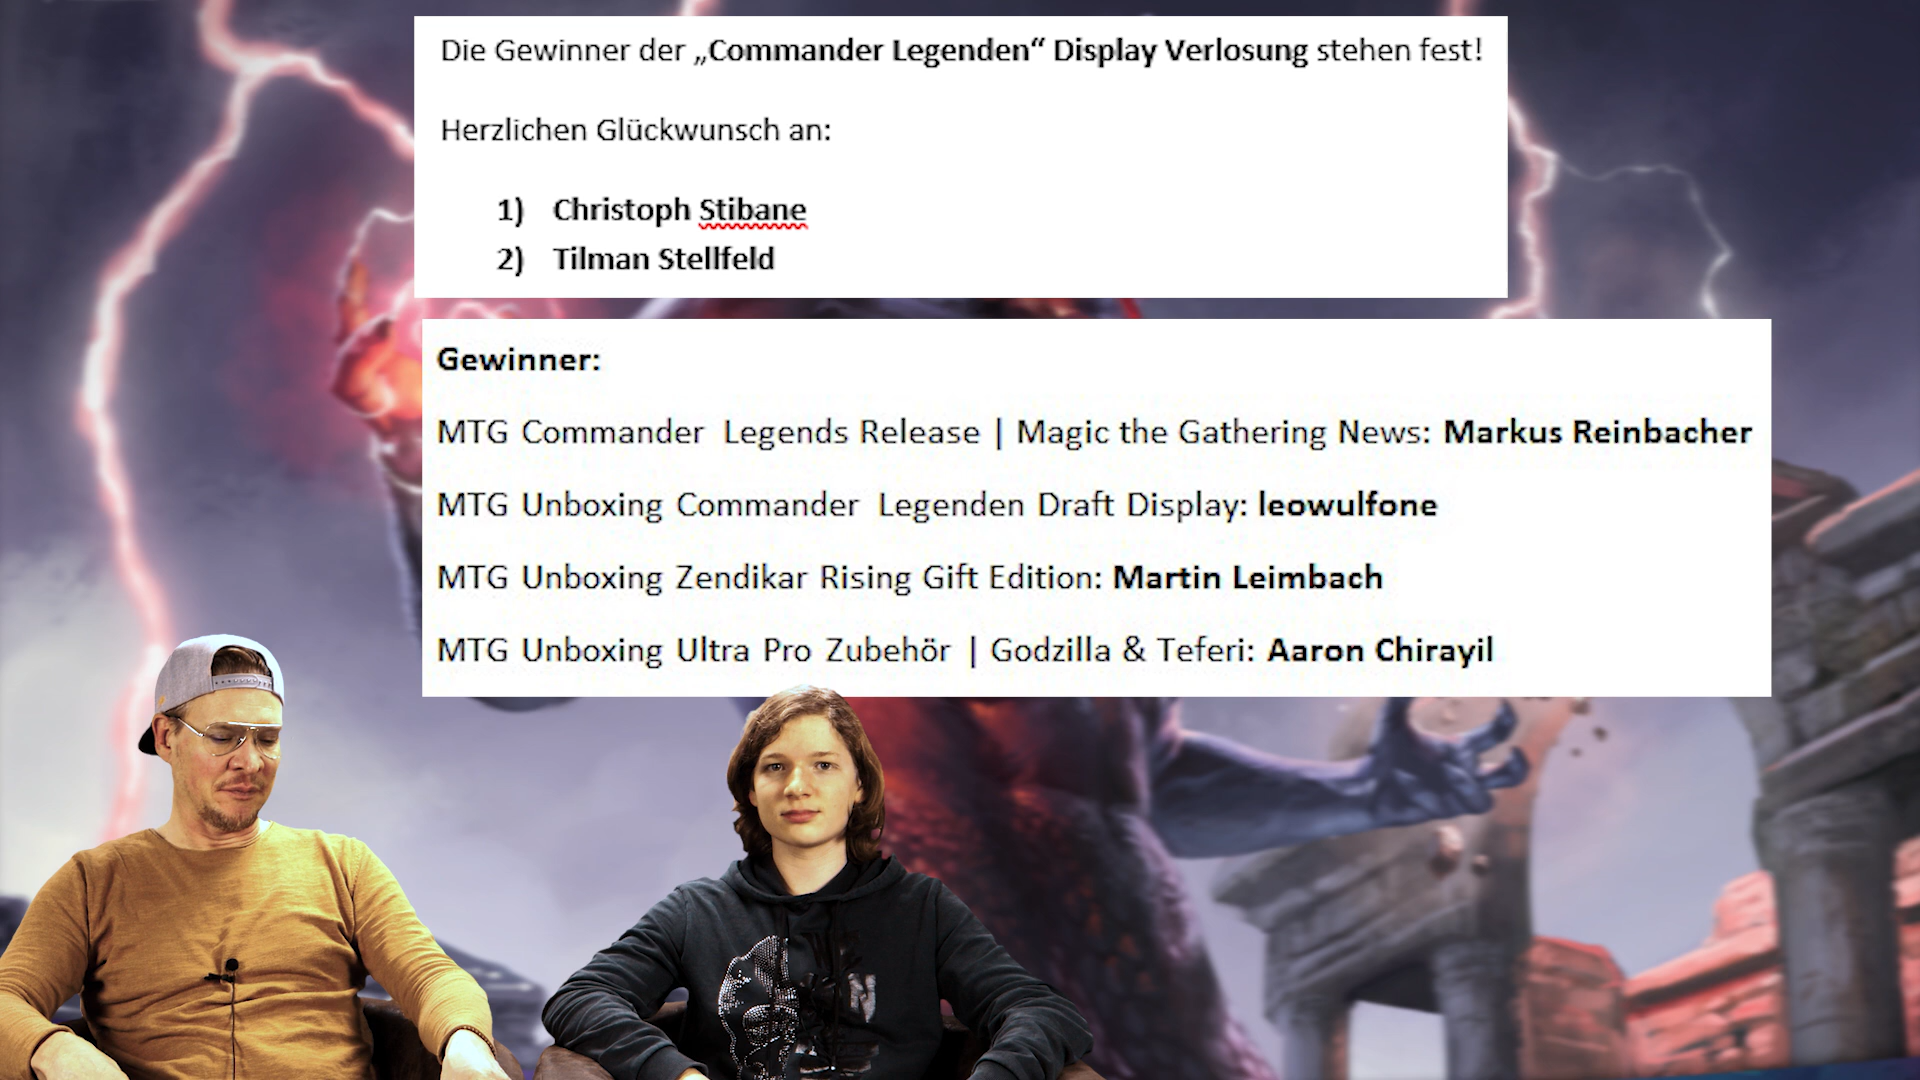 Die Gewinner der „Commander Legenden“ Display Verlosung stehen fest!
Herzlichen Glückwunsch an:
1) Christoph Stibane
2) Tilman Stellfeld
Gewinner:
MTG Commander Legends Release | Magic the Gathering News: Markus Reinbacher
MTG Unboxing Commander Legenden Draft Display: leowulfone
MTG Unboxing Zendikar Rising Gift Edition: Martin Leimbach
MTG Unboxing Ultra Pro Zubehör | Godzilla & Teferi: Aaron Chirayil